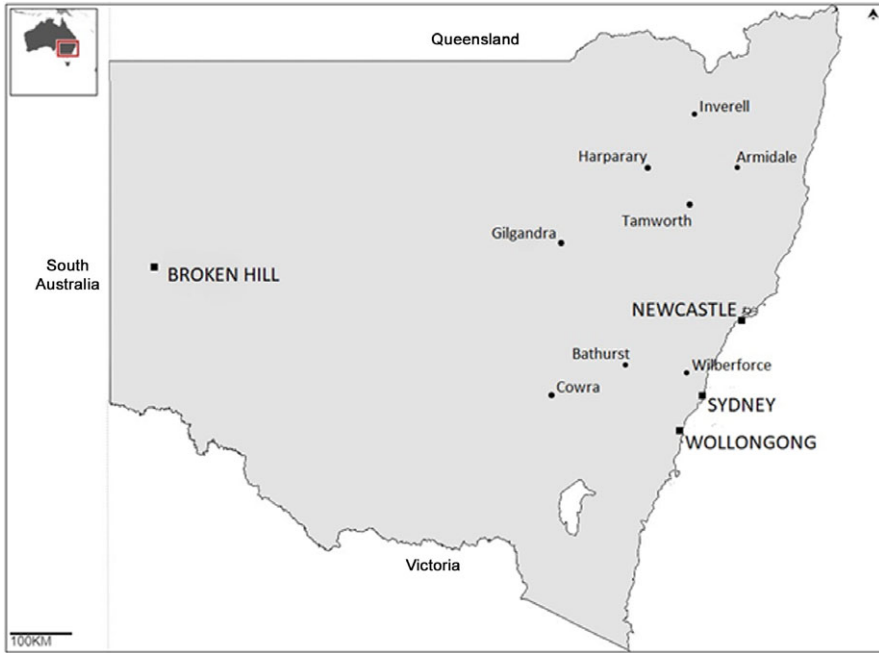 Queensland
Inverell
Harparary
Armidale
Tamworth
Gilgandra
South
Australia
BROKEN HILL
NEWCASTLE
Bathurst
Wilberforce
Cowra
SYDNEY
WOLLONGONG
Victoria
100KM